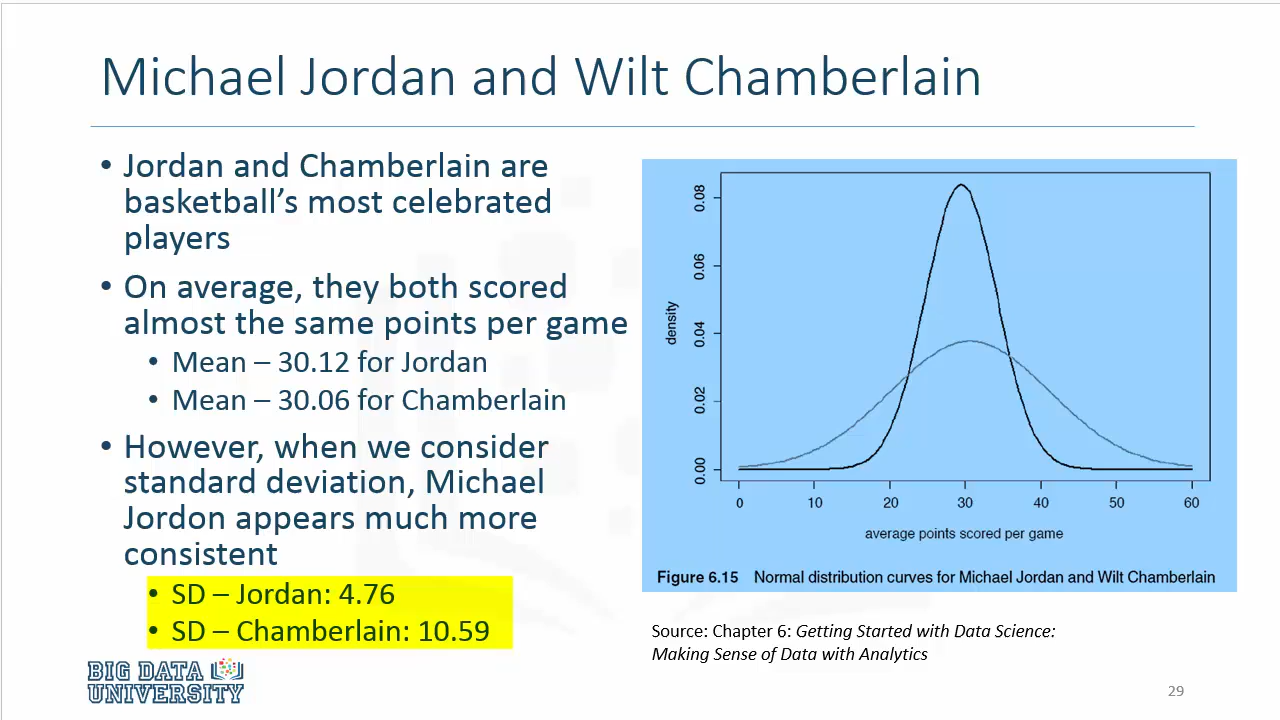 Michael Jordan and Wilt Chamberlain
• Jordan and Chamberlain are
basketball’s most celebrated
players
• On average, they both scored
almost the same points per game
• Mean – 30.12 for Jordan
• Mean – 30.06 for Chamberlain
• However, when we consider
standard deviation, Michael
Jordon appears much more
consistent
• SD – Jordan: 4.76
• SD – Chamberlain: 10.59
BIG DATA
UNIVERSITY
density
0.08
0.06
0.04
0.02
0.00
0 10 20 30 40 50 60
average points scored per game
Figure 6.15 Normal distribution curves for Michael Jordan and Wilt Chamberlain
Source: Chapter 6: Getting Started with Data Science:
Making Sense of Data with Analytics
29